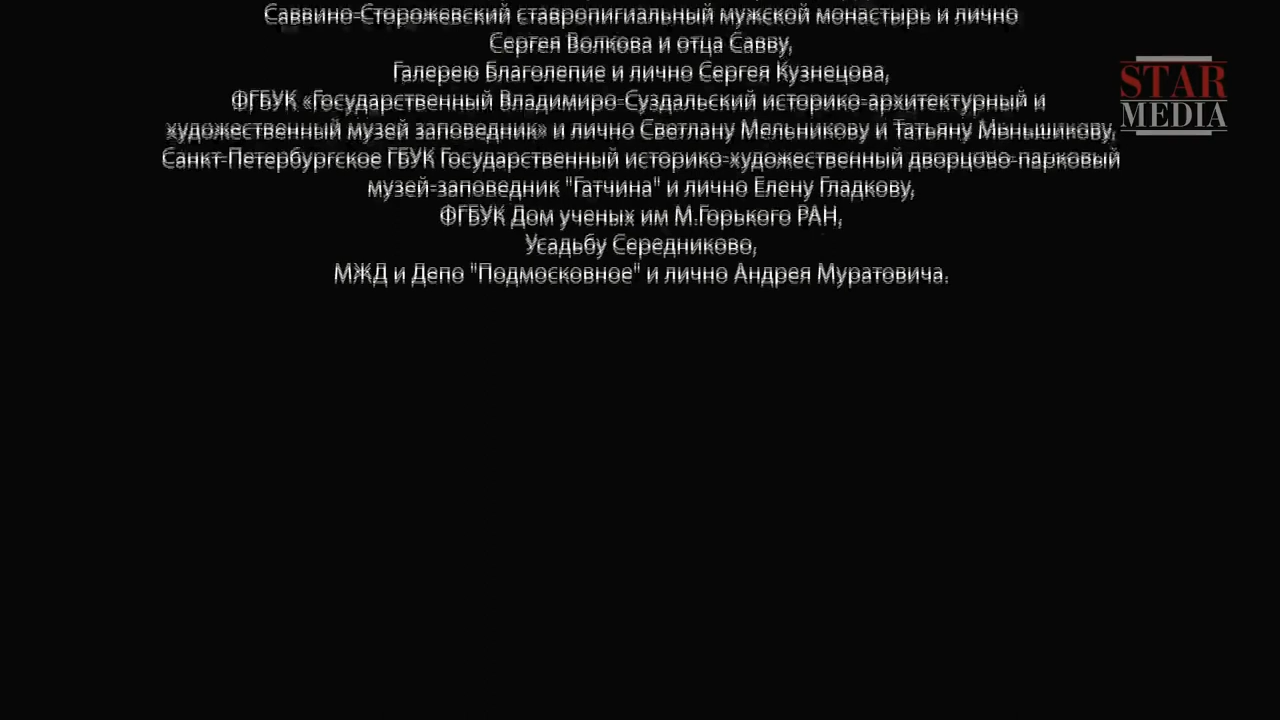 Саввино-Сторожевский ставропигиальный мужской монастырь и лично
Сергея Волкова и отца Савву,
Галерею Благолепие и лично Сергея Кузнецова,
ФГБУК «Государственный Владимиро-Суздальский историко-архитектурный и
художественный музей заповедник» и лично Светлану Мельникову и Татьяну Меньшикову,
Санкт-Петербургское ГБУК Государственный историко-художественный дворцово-парковый
музей-заповедник "Гатчина" и лично Елену Гладкову,
ФГБУК Дом ученых им М.Горького РАН,
Усадьбу Середниково,
МЖД и Депо "Подмосковное" и лично Андрея Муратовича.
STAR
MEDIA